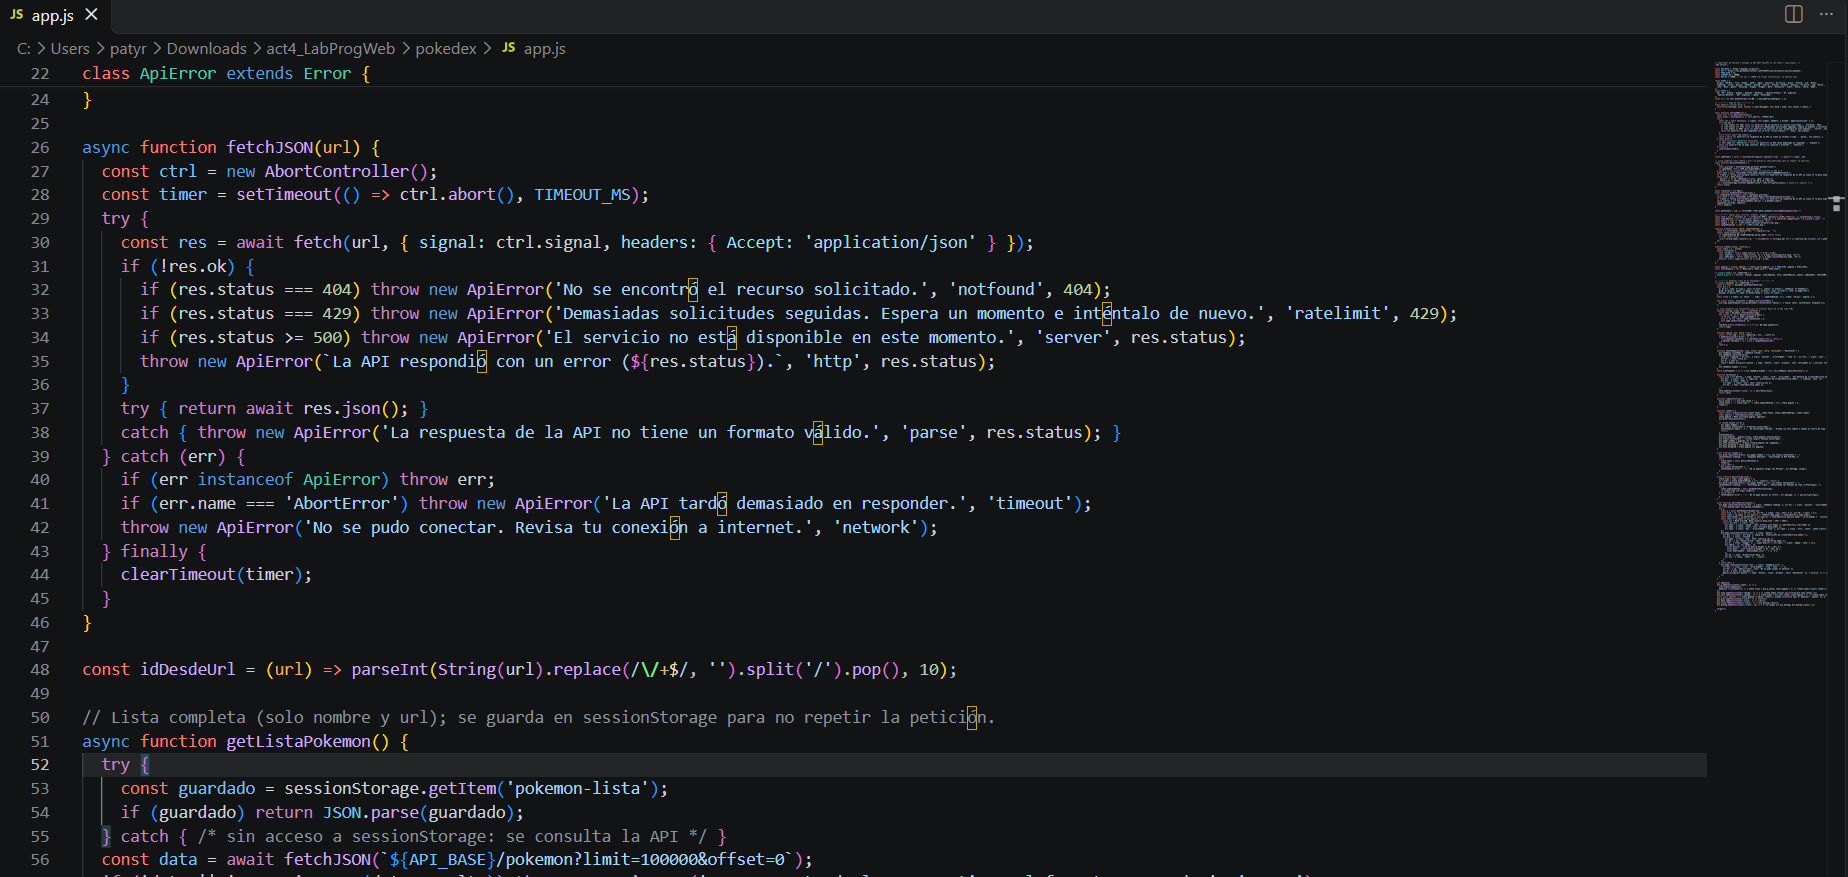 JS app.js ×
C: > Users > patyr > Downloads > act4_LabProgWeb > pokedex > JS app.js
22 class ApiError extends Error {
24 }
25
26 async function fetchJSON(url) {
27   const ctrl = new AbortController();
28   const timer = setTimeout(() => ctrl.abort(), TIMEOUT_MS);
29   try {
30     const res = await fetch(url, { signal: ctrl.signal, headers: { Accept: 'application/json' } });
31     if (!res.ok) {
32       if (res.status === 404) throw new ApiError('No se encontró el recurso solicitado.', 'notfound', 404);
33       if (res.status === 429) throw new ApiError('Demasiadas solicitudes seguidas. Espera un momento e inténtalo de nuevo.', 'ratelimit', 429);
34       if (res.status >= 500) throw new ApiError('El servicio no está disponible en este momento.', 'server', res.status);
35       throw new ApiError(`La API respondió con un error (${res.status}).`, 'http', res.status);
36     }
37     try { return await res.json(); }
38     catch { throw new ApiError('La respuesta de la API no tiene un formato válido.', 'parse', res.status); }
39   } catch (err) {
40     if (err instanceof ApiError) throw err;
41     if (err.name === 'AbortError') throw new ApiError('La API tardó demasiado en responder.', 'timeout');
42     throw new ApiError('No se pudo conectar. Revisa tu conexión a internet.', 'network');
43   } finally {
44     clearTimeout(timer);
45   }
46 }
47
48 const idDesdeUrl = (url) => parseInt(String(url).replace(/\/+$/, '').split('/').pop(), 10);
49
50 // Lista completa (solo nombre y url); se guarda en sessionStorage para no repetir la petición.
51 async function getListaPokemon() {
52   try {
53     const guardado = sessionStorage.getItem('pokemon-lista');
54     if (guardado) return JSON.parse(guardado);
55   } catch { /* sin acceso a sessionStorage: se consulta la API */ }
56   const data = await fetchJSON(`${API_BASE}/pokemon?limit=100000&offset=0`);